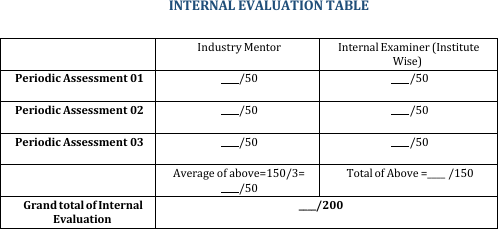 INTERNAL EVALUATION TABLE
Industry Mentor
Internal Examiner (Institute
Wise)
Periodic Assessment 01
___/50
___/50
Periodic Assessment 02
___/50
___/50
Periodic Assessment 03
___/50
___/50
Average of above=150/3=
___/50
Total of Above =___ /150
Grand total of Internal
Evaluation
___/200